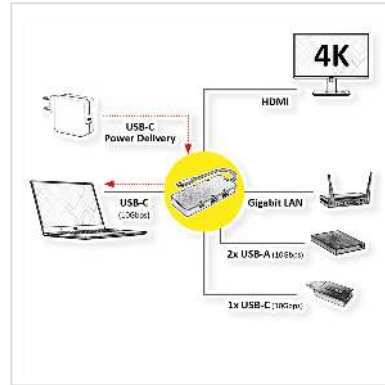 4K
HDMI
USB-C
Power Delivery
USB-C
(10Gbps)
Gigabit LAN
2x USB-A (10Gbps)
1x USB-C (10Gbps)